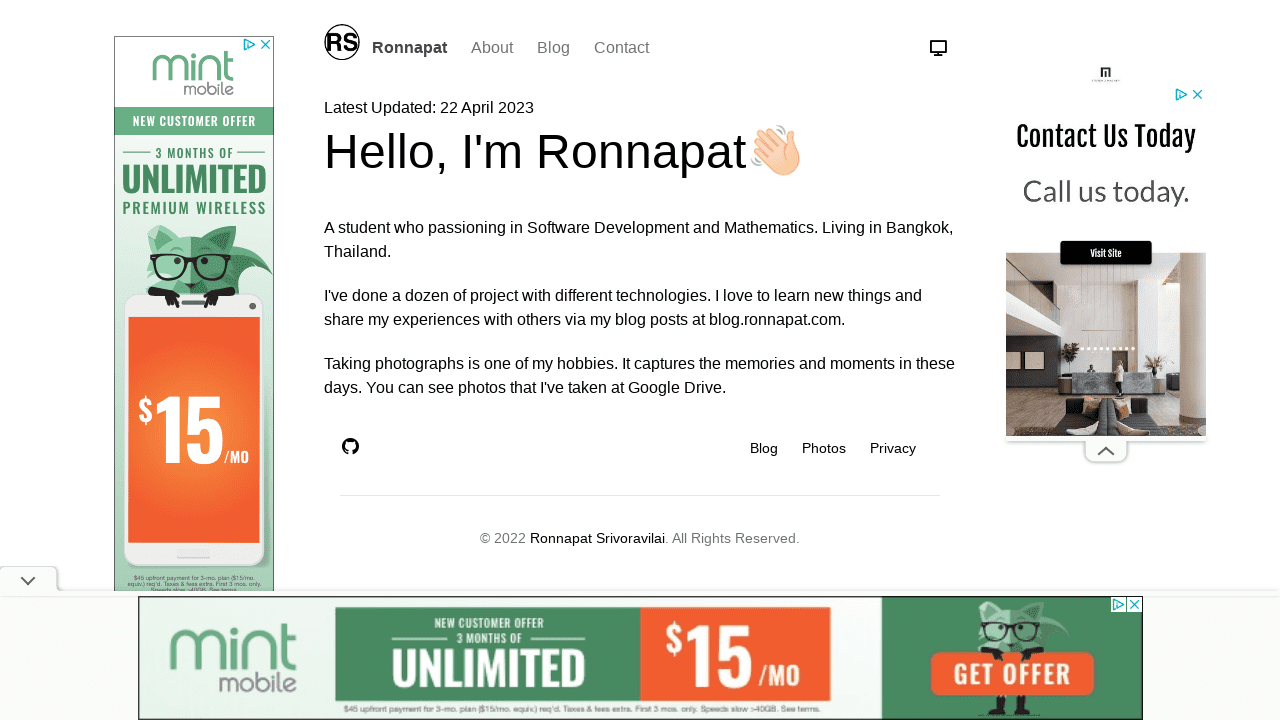 RS
Ronnapat
About
Blog
Contact
Latest Updated: 22 April 2023
Hello, I'm Ronnapat👋🏻
A student who passioning in Software Development and Mathematics. Living in Bangkok,
Thailand.
I've done a dozen of project with different technologies. I love to learn new things and
share my experiences with others via my blog posts at blog.ronnapat.com.
Taking photographs is one of my hobbies. It captures the memories and moments in these
days. You can see photos that I've taken at Google Drive.
Blog
Photos
Privacy
© 2022 Ronnapat Srivoravilai. All Rights Reserved.
mint
mobile
NEW CUSTOMER OFFER
3 MONTHS OF
UNLIMITED
PREMIUM WIRELESS
$15/MO
$45 upfront payment for 3-mo. plan ($15/mo.
equiv.) req'd. Taxes & fees extra. First 3 mos. only.
Speeds slow >40GB. See terms.
Contact Us Today
Call us today.
Visit Site
mint
mobile
NEW CUSTOMER OFFER
3 MONTHS OF
UNLIMITED
$15/MO
GET OFFER
$45 upfront payment for 3-mo. plan ($15/mo. equiv.) req'd. Taxes & fees extra. First 3 mos. only. Speeds slow >40GB. See terms.